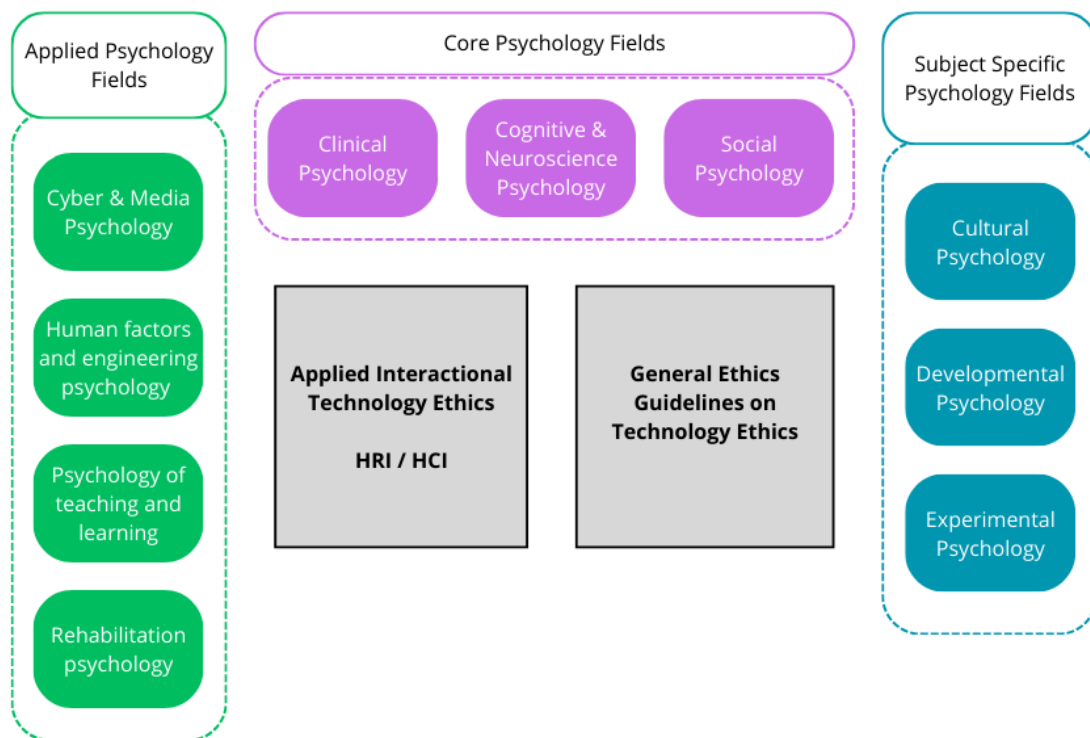 Applied Psychology
Fields
Cyber & Media
Psychology
Human factors
and engineering
psychology
Psychology of
teaching and
learning
Rehabilitation
psychology
Core Psychology Fields
Clinical
Psychology
Cognitive &
Neuroscience
Psychology
Social
Psychology
Applied Interactional
Technology Ethics
HRI / HCI
General Ethics
Guidelines on
Technology Ethics
Subject Specific
Psychology Fields
Cultural
Psychology
Developmental
Psychology
Experimental
Psychology